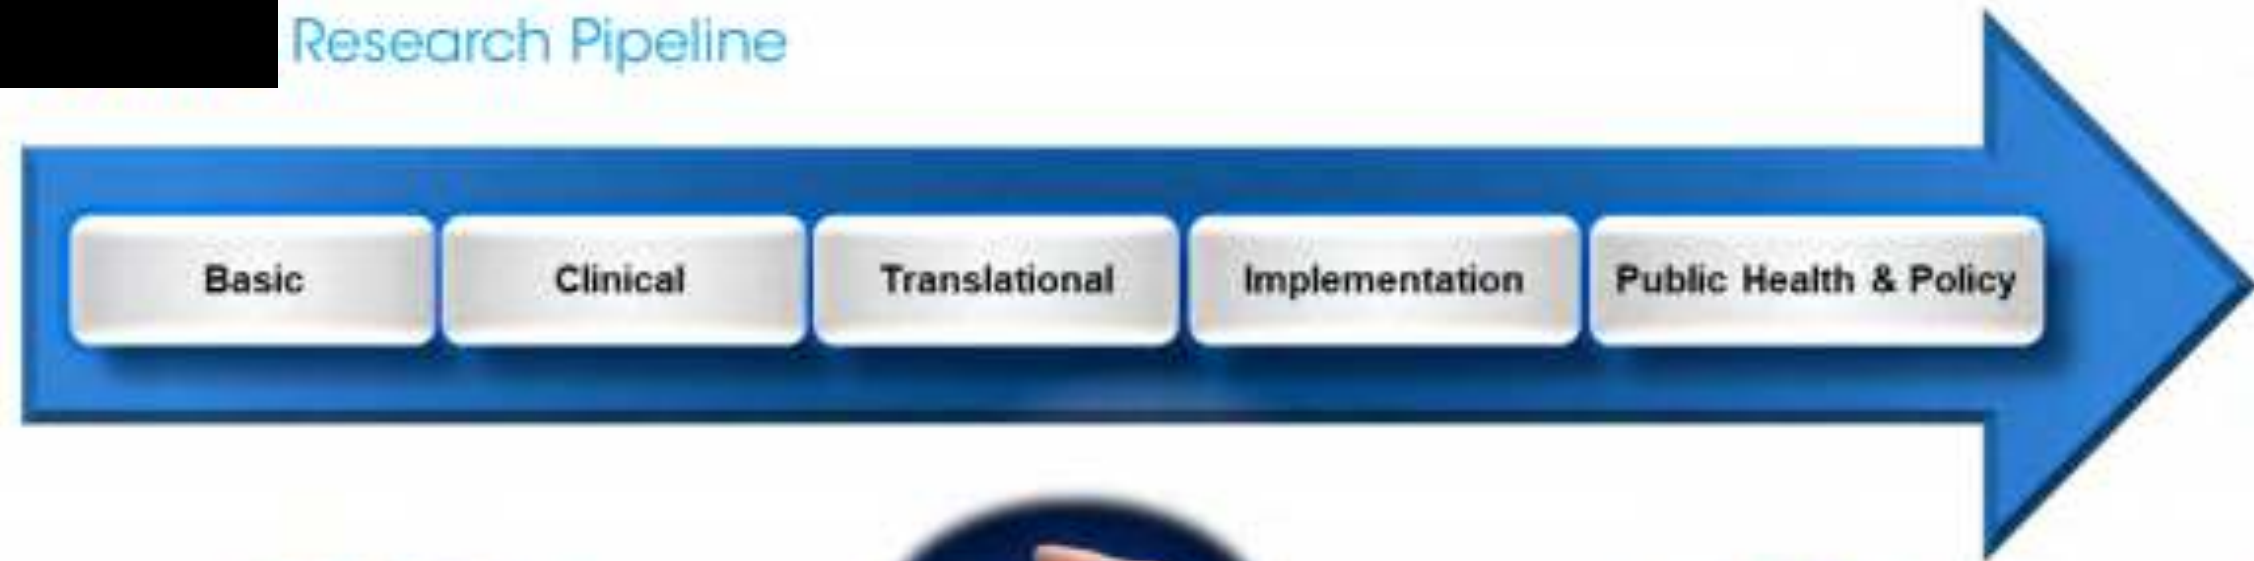 Research Pipeline
Basic
Clinical
Translational
Implementation
Public Health & Policy